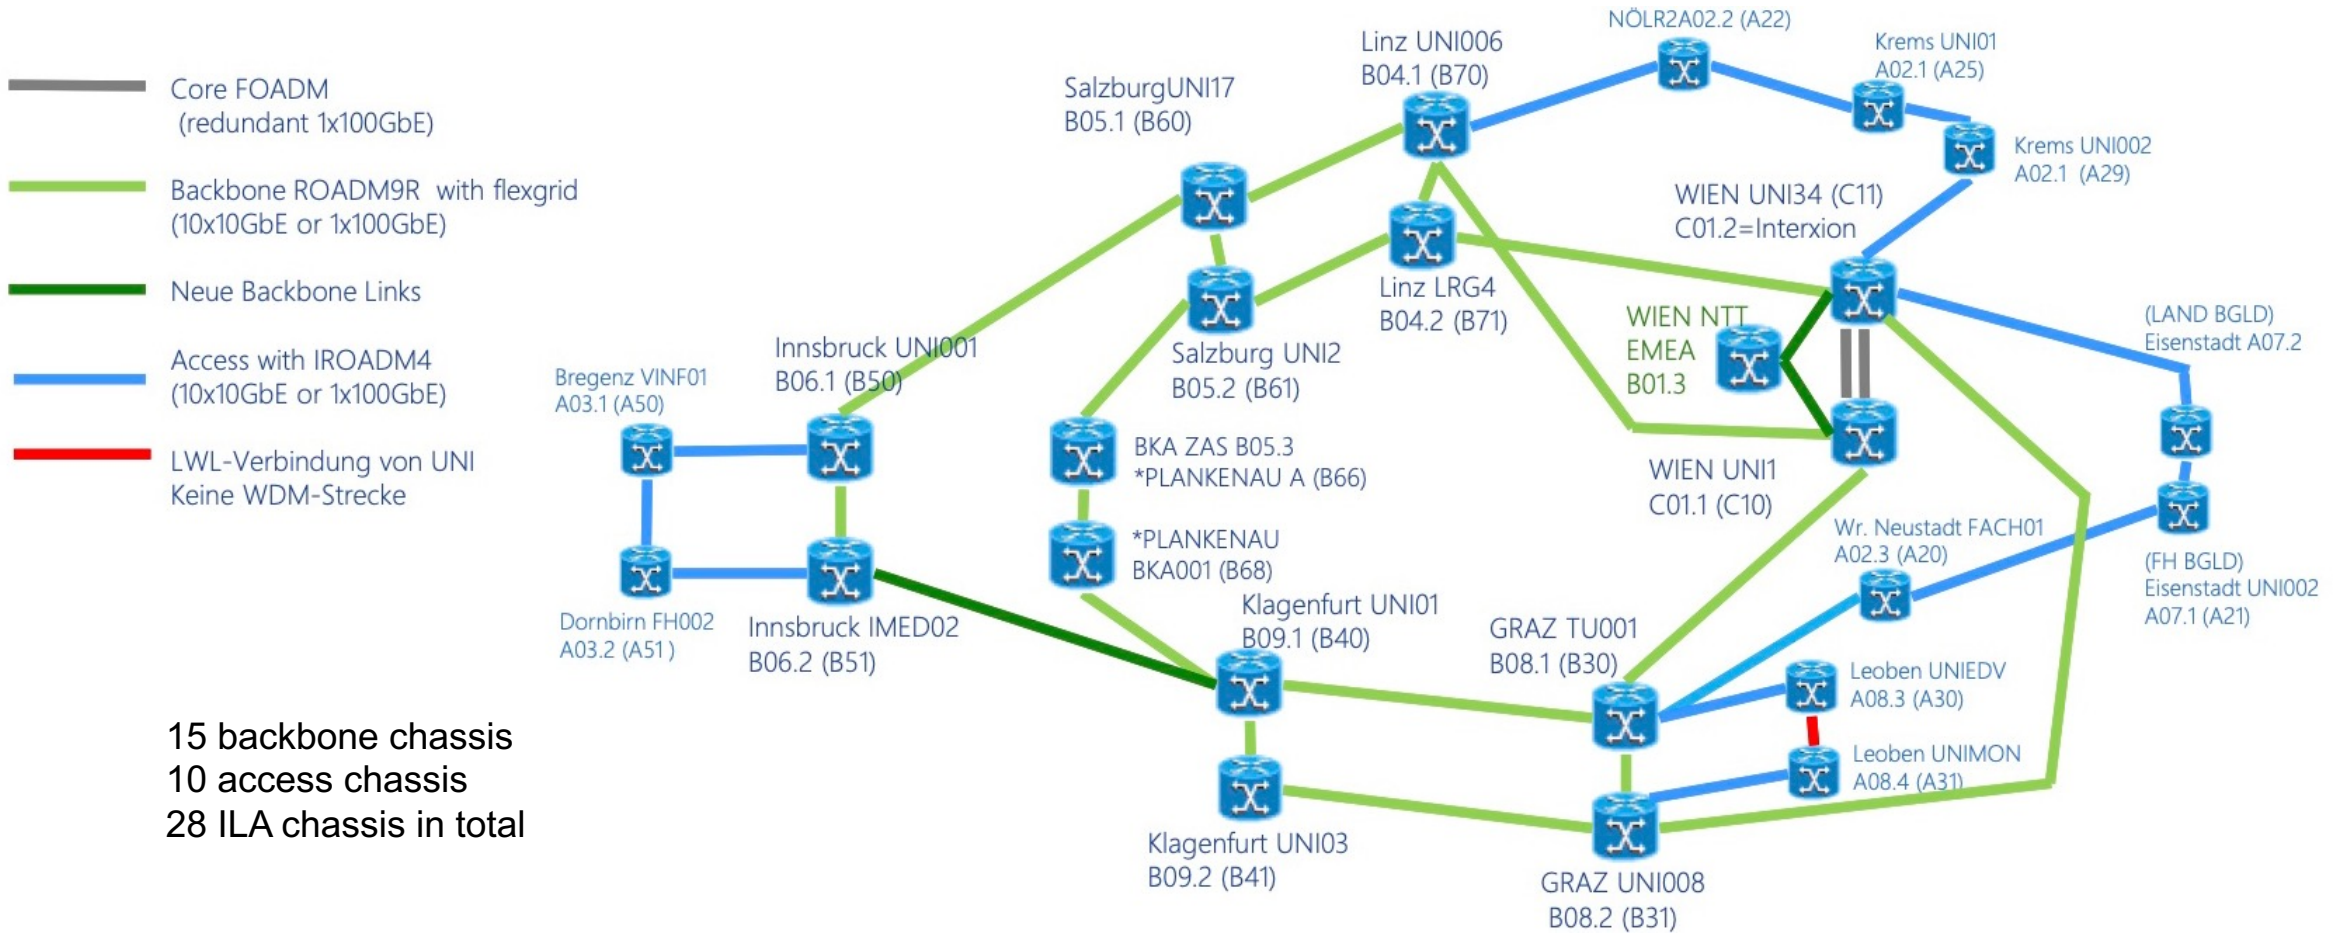 Core FOADM
(redundant 1x100GbE)
Backbone ROADM9R with flexgrid
(10x10GbE or 1x100GbE)
Neue Backbone Links
Access with IROADM4
(10x10GbE or 1x100GbE)
LWL-Verbindung von UNI
Keine WDM-Strecke
15 backbone chassis
10 access chassis
28 ILA chassis in total
Bregenz VINF01
A03.1 (A50)
Dornbirn FH002
A03.2 (A51)
Innsbruck UNI001
B06.1 (B50)
Innsbruck IMED02
B06.2 (B51)
SalzburgUNI17
B05.1 (B60)
Salzburg UNI2
B05.2 (B61)
BKA ZAS B05.3
*PLANKENAU A (B66)
*PLANKENAU
BKA001 (B68)
Klagenfurt UNI01
B09.1 (B40)
Klagenfurt UNI03
B09.2 (B41)
Linz UNI006
B04.1 (B70)
Linz LRG4
B04.2 (B71)
NÖLR2A02.2 (A22)
Krems UNI01
A02.1 (A25)
Krems UNI002
A02.1 (A29)
WIEN UNI34 (C11)
C01.2=Interxion
WIEN NTT
EMEA
B01.3
WIEN UNI1
C01.1 (C10)
(LAND BGLD)
Eisenstadt A07.2
(FH BGLD)
Eisenstadt UNI002
A07.1 (A21)
Wr. Neustadt FACH01
A02.3 (A20)
GRAZ TU001
B08.1 (B30)
Leoben UNIEDV
A08.3 (A30)
Leoben UNIMON
A08.4 (A31)
GRAZ UNI008
B08.2 (B31)